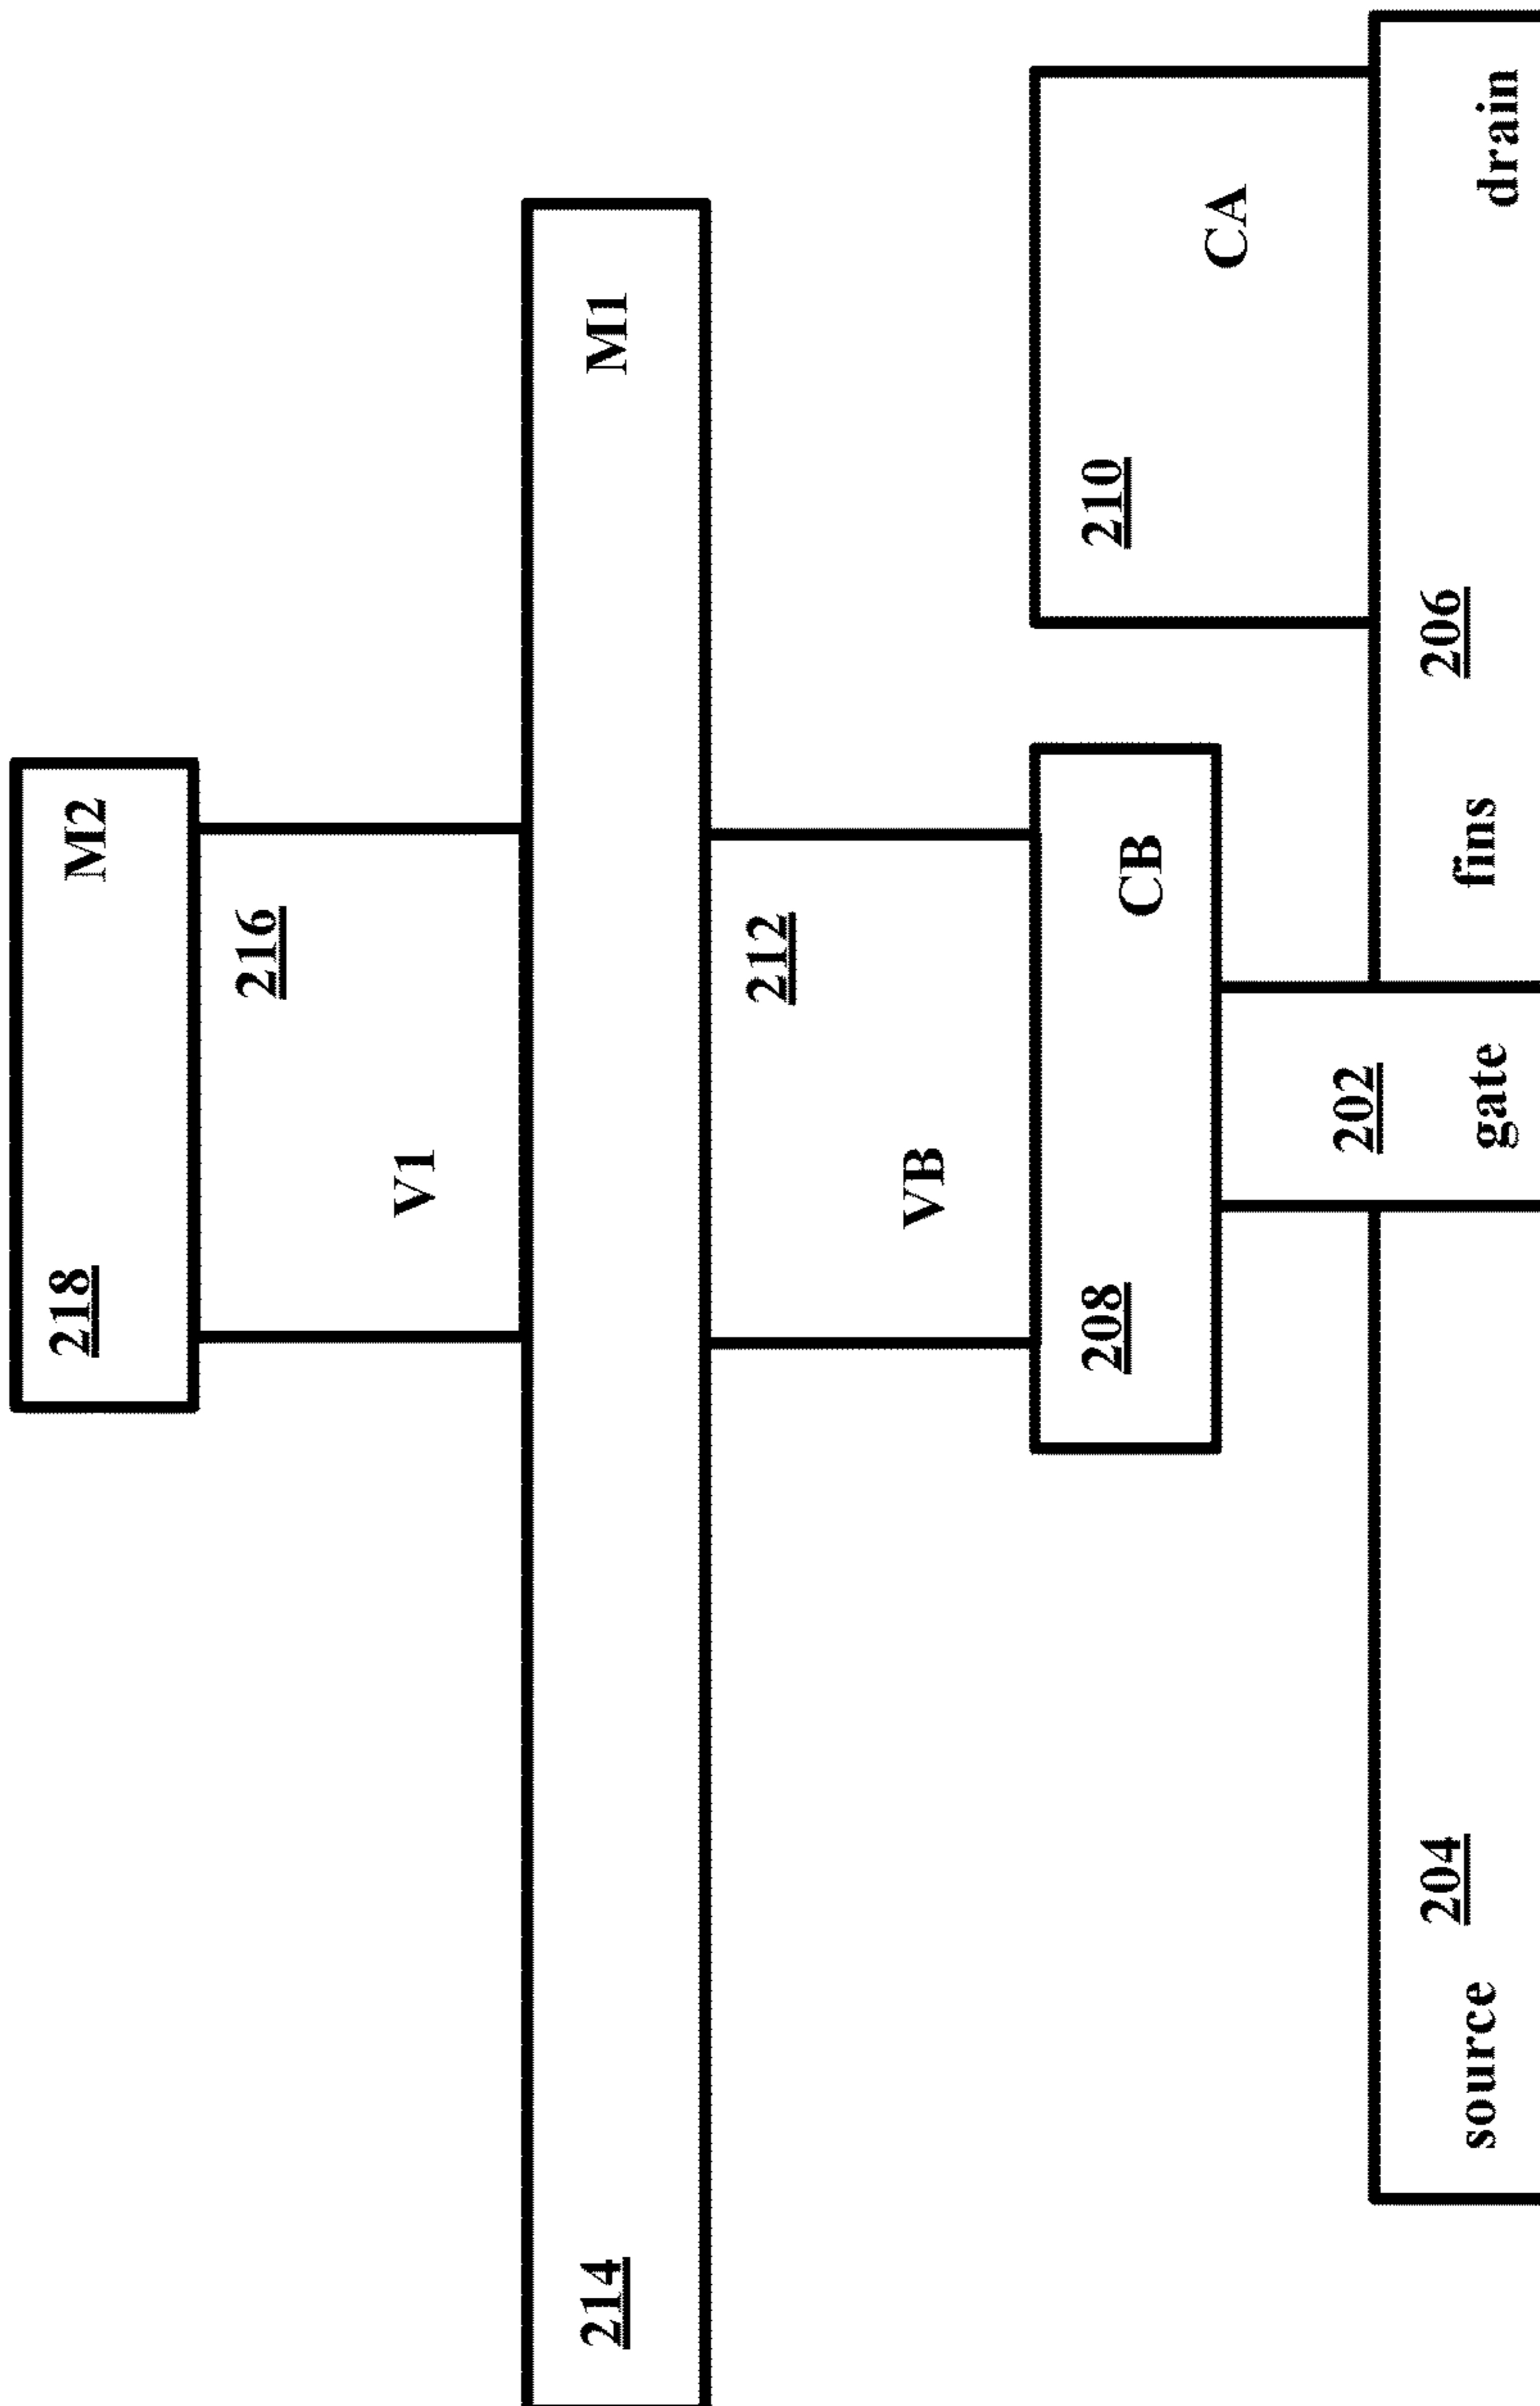 218
M2
216
V1
214
M1
212
VB
208
CB
210
CA
202
204
206
source
gate
fins
drain